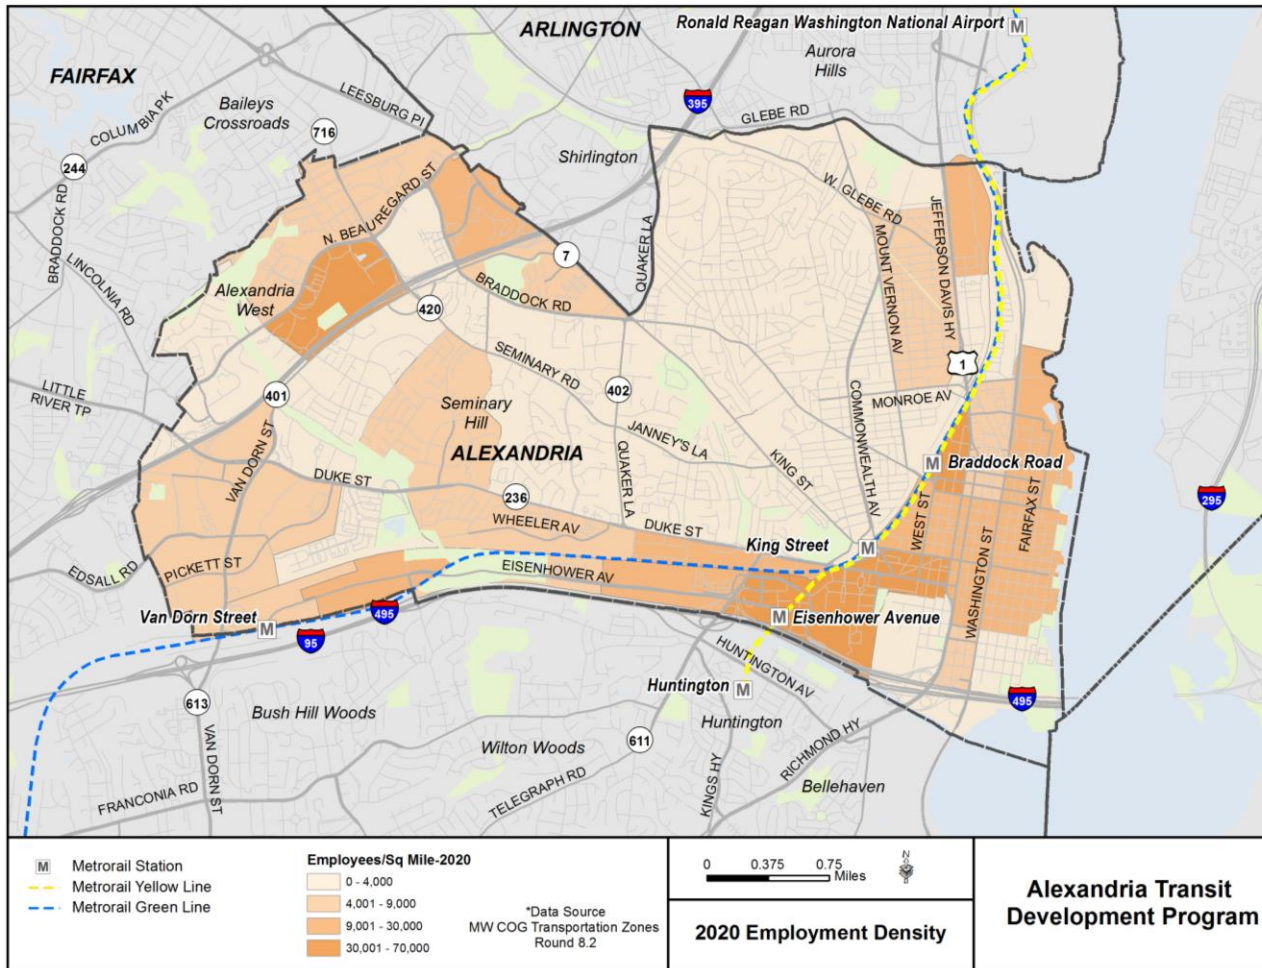 Ronald Reagan Washington National Airport
ARLINGTON
Aurora
Hills
FAIRFAX
LEESBURG PI
COLUMBIA PK
Baileys
Crossroads
395
GLEBE RD
716
Shirlington
244
BRADDOCK RD
N. BEAUREGARD ST
W. GLEBE RD
JEFFERSON DAVIS HY
QUAKER LA
MOUNT VERNON AV
7
LINCOLNIA RD
BRADDOCK RD
Alexandria
West
420
SEMINARY RD
1
LITTLE
RIVER TP
401
402
COMMONWEALTH AV
MONROE AV
Seminary
Hill
JANNEY'S LA
ALEXANDRIA
KING ST
Braddock Road
VAN DORN ST
DUKE ST
QUAKER LA
236
295
WEST ST
FAIRFAX ST
WHEELER AV
DUKE ST
King Street
EDSALL RD
PICKETT ST
EISENHOWER AV
WASHINGTON ST
Van Dorn Street
495
95
Eisenhower Avenue
HUNTINGTON AV
Huntington
495
613
Bush Hill Woods
Huntington
611
Wilton Woods
RICHMOND HY
VAN DORN ST
TELEGRAPH RD
KINGS HY
Bellehaven
FRANCONIA RD
M Metrorail Station
Metrorail Yellow Line
Metrorail Green Line
Employees/Sq Mile-2020
0 - 4,000
4,001 - 9,000
9,001 - 30,000
30,001 - 70,000
*Data Source
MW COG Transportation Zones
Round 8.2
0 0.375 0.75
Miles
N
2020 Employment Density
Alexandria Transit
Development Program